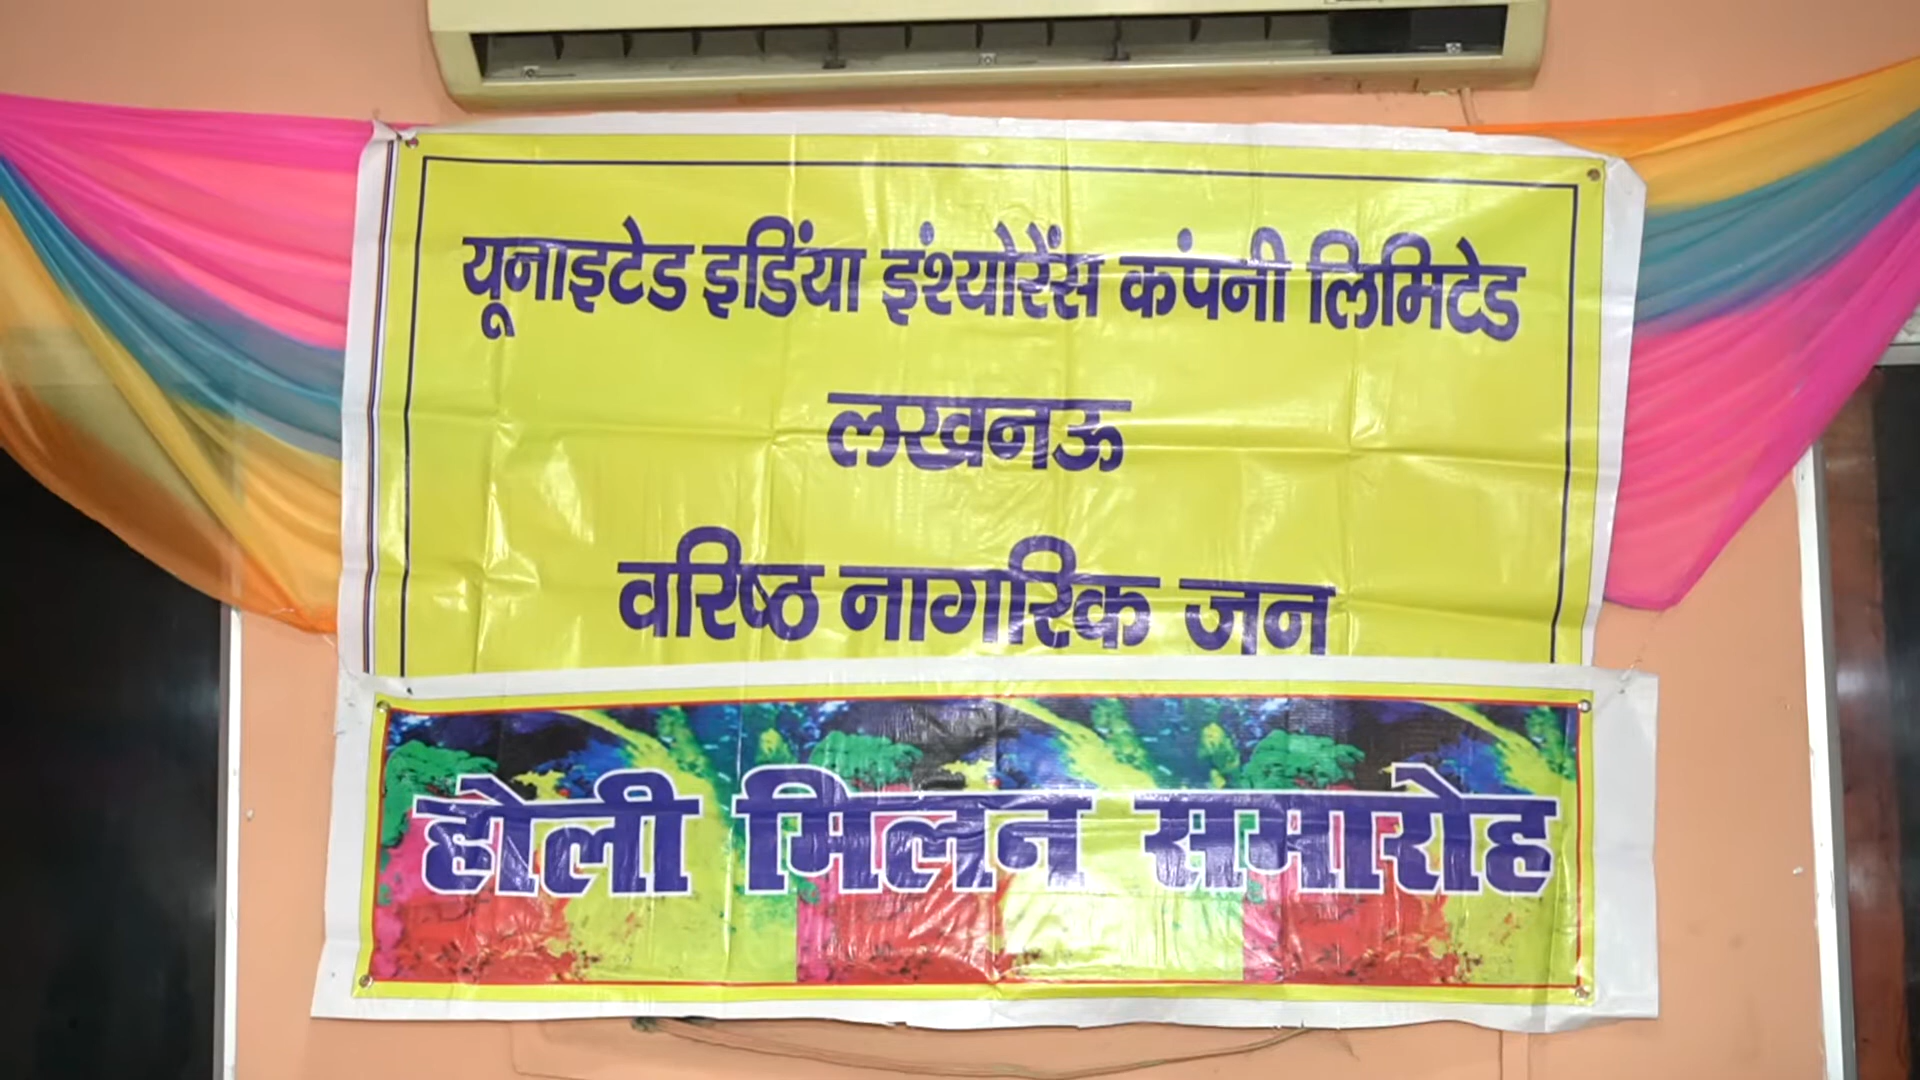 यूनाइटेड इडिंया इंश्योरेंस कंपनी लिमिटेड
लखनऊ
वरिष्ठ नागरिक जन
होली मिलन समारोह